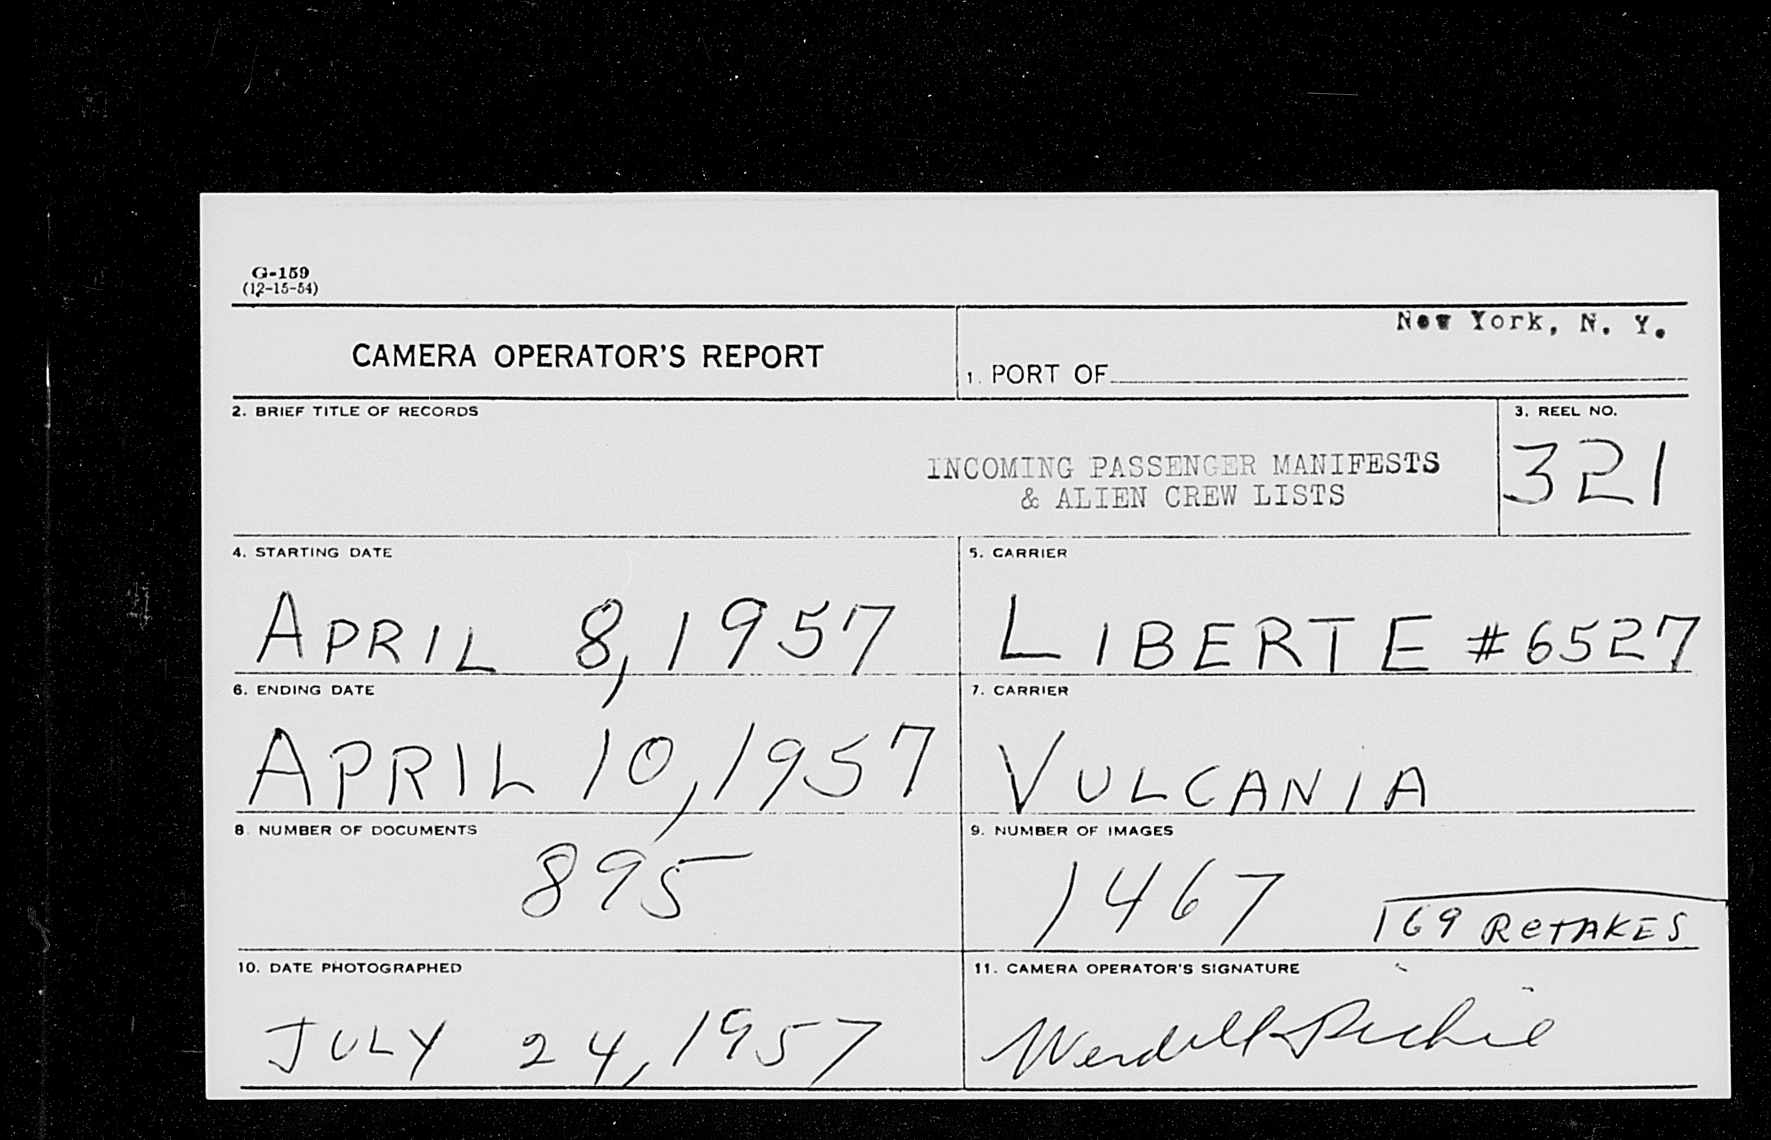 G-159
(12-15-54)
CAMERA OPERATOR'S REPORT
New York, N. Y.
1. PORT OF
2. BRIEF TITLE OF RECORDS
INCOMING PASSENGER MANIFESTS
& ALIEN CREW LISTS
3. REEL NO.
321
4. STARTING DATE
APRIL 8, 1957
5. CARRIER
LIBERTE #6527
6. ENDING DATE
APRIL 10, 1957
7. CARRIER
VULCANIA
8. NUMBER OF DOCUMENTS
895
9. NUMBER OF IMAGES
1467
169 RETAKES
10. DATE PHOTOGRAPHED
JULY 24, 1957
11. CAMERA OPERATOR'S SIGNATURE
Wendell